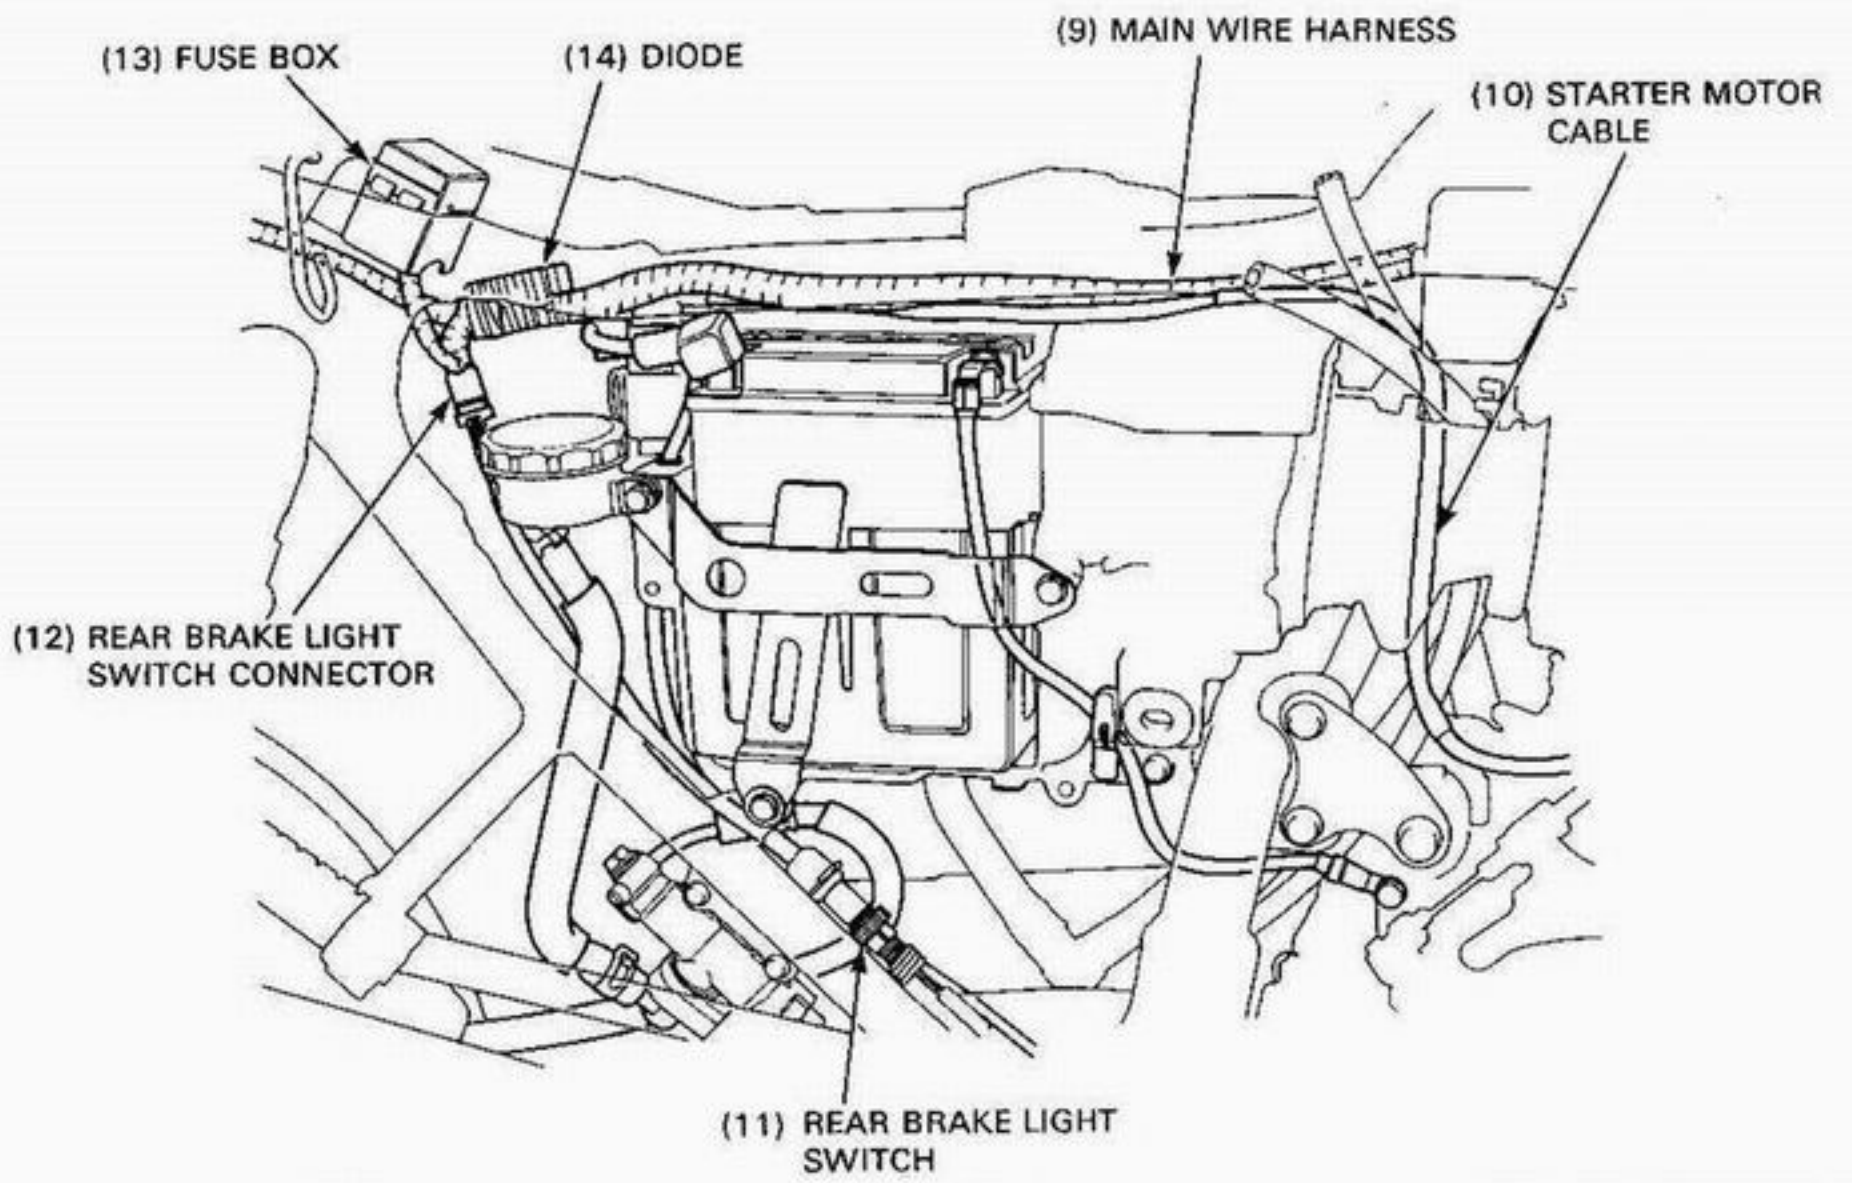 (9) MAIN WIRE HARNESS
(13) FUSE BOX
(14) DIODE
(10) STARTER MOTOR
CABLE
(12) REAR BRAKE LIGHT
SWITCH CONNECTOR
(11) REAR BRAKE LIGHT
SWITCH